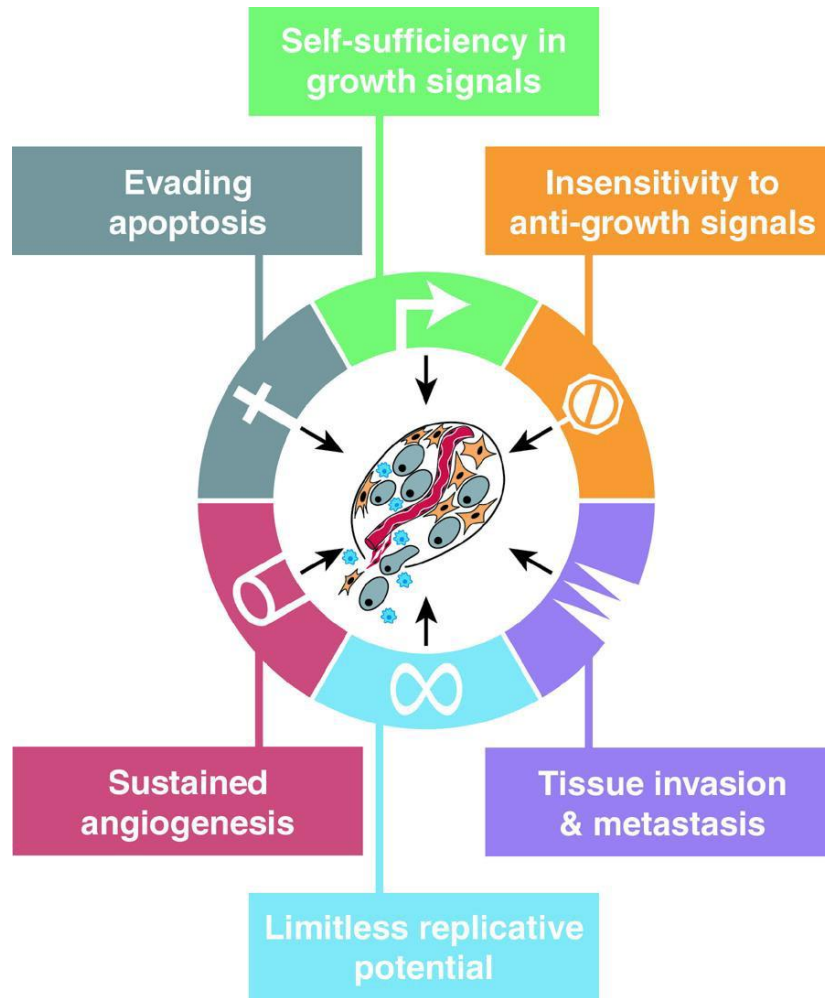 Self-sufficiency in
growth signals
Evading
apoptosis
Insensitivity to
anti-growth signals
Sustained
angiogenesis
Tissue invasion
& metastasis
Limitless replicative
potential